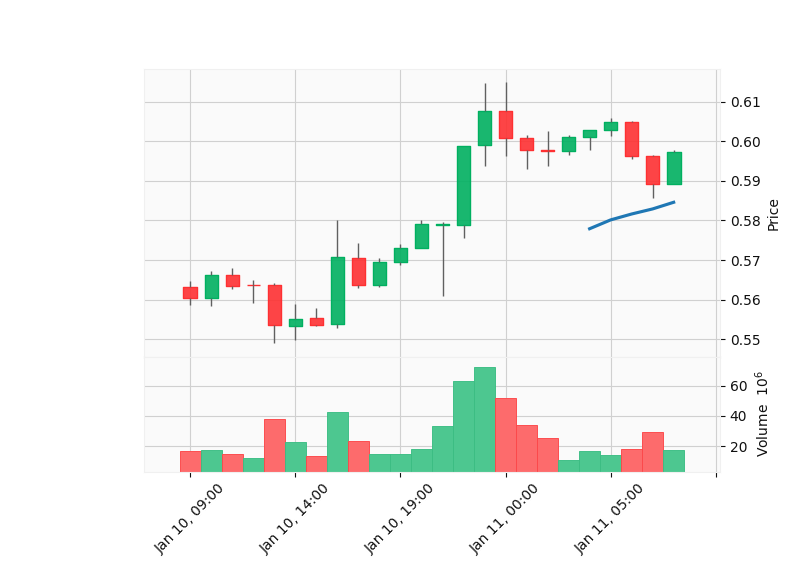 0.61
0.60
0.59
0.58
0.57
0.56
0.55
Price
60
40
20
Volume 10⁶
Jan 10, 09:00
Jan 10, 14:00
Jan 10, 19:00
Jan 11, 00:00
Jan 11, 05:00